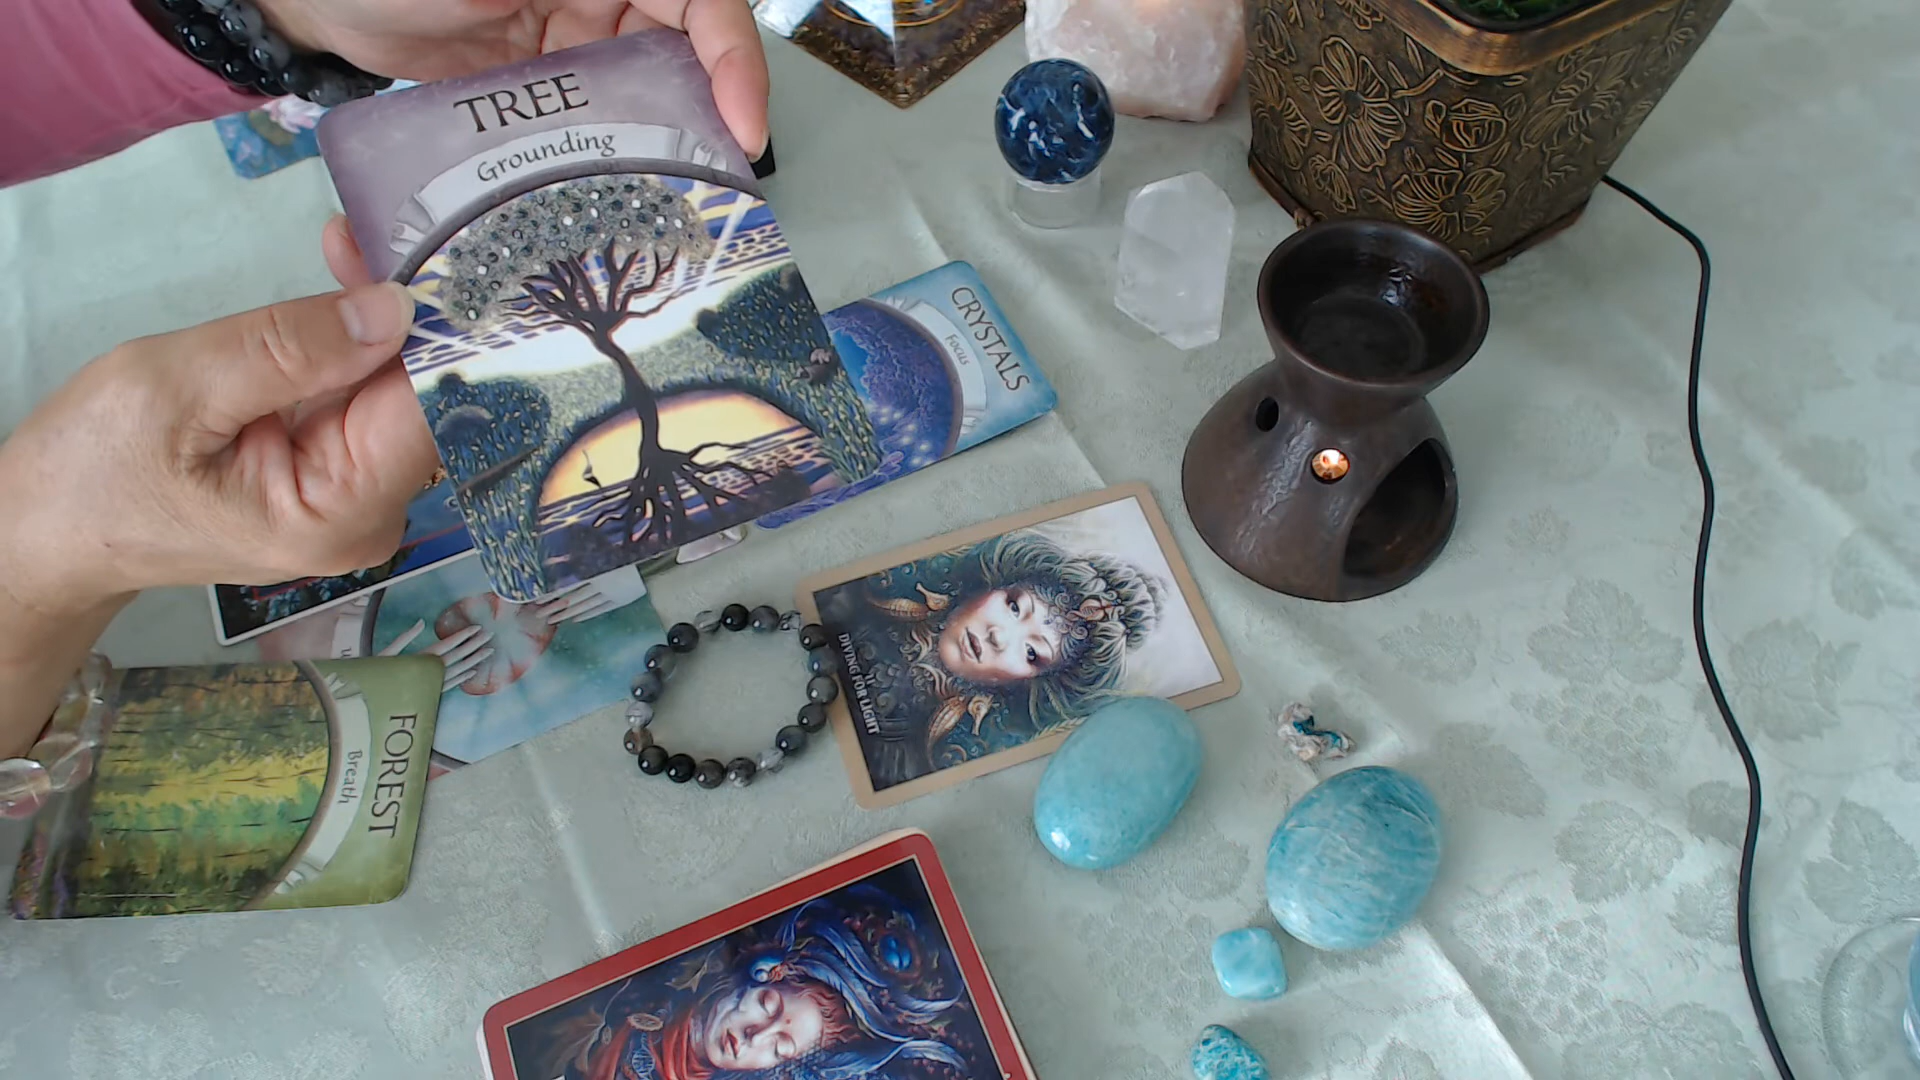 TREE
Grounding
CRYSTALS
Focus
DIVING FOR LIGHT
FOREST
Breath